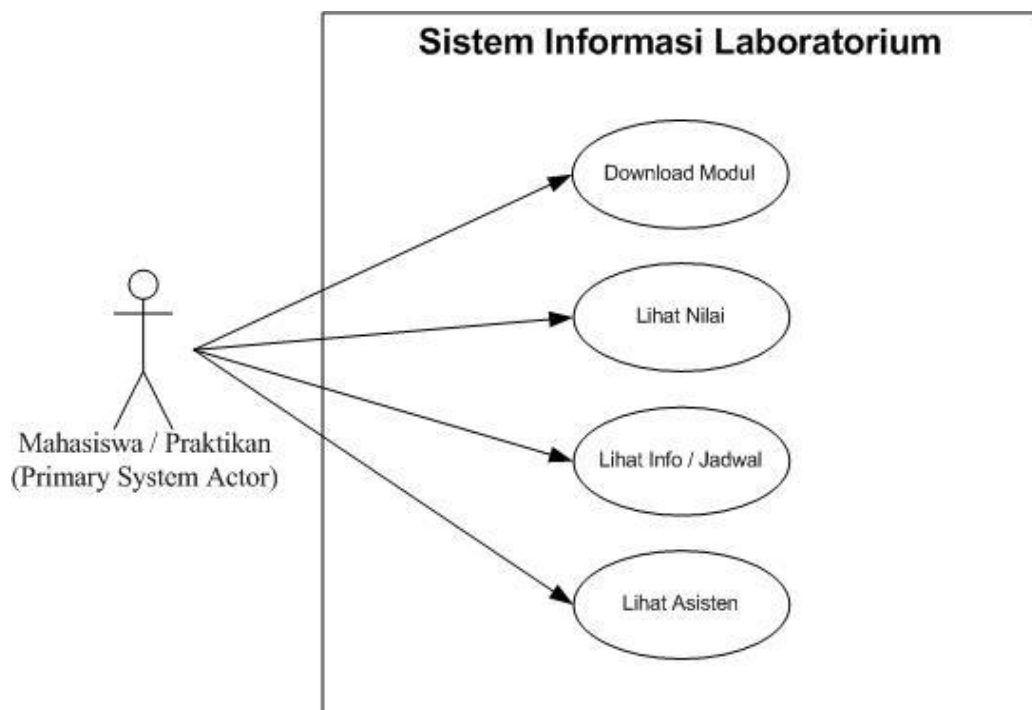 Sistem Informasi Laboratorium
Download Modul
Lihat Nilai
Lihat Info / Jadwal
Lihat Asisten
Mahasiswa / Praktikan
(Primary System Actor)